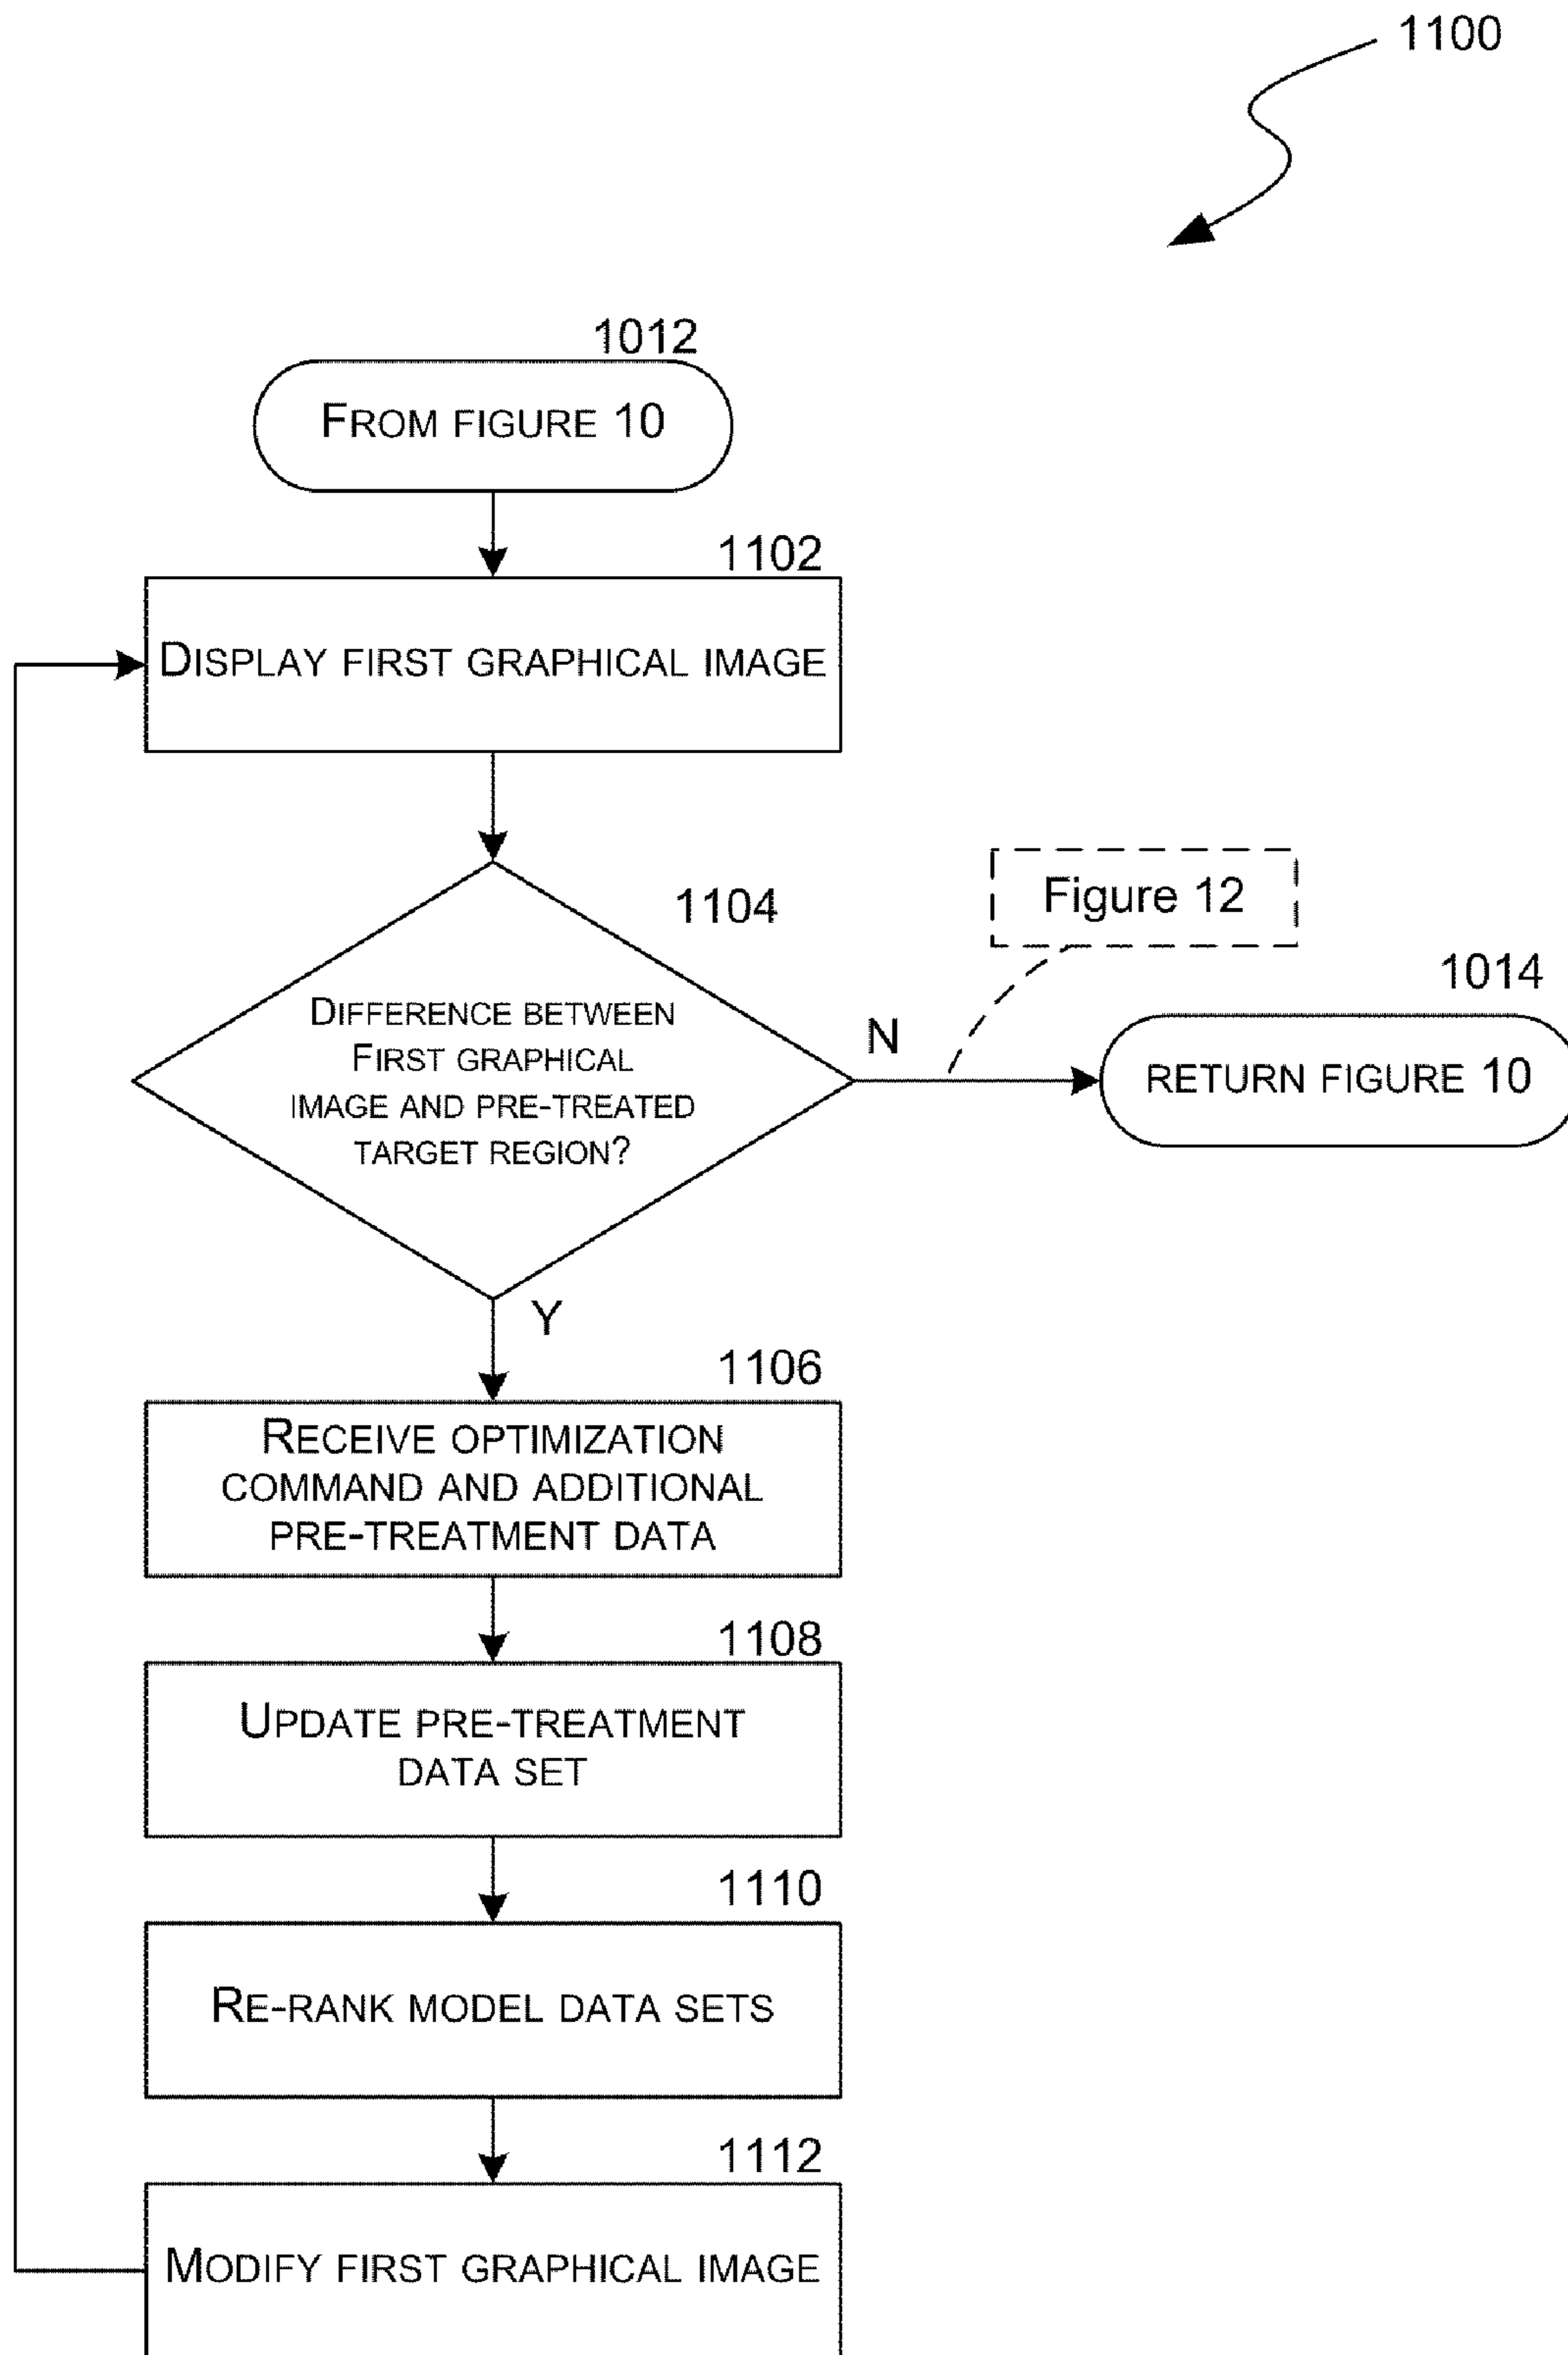 1100
1012
FROM FIGURE 10
1102
DISPLAY FIRST GRAPHICAL IMAGE
1104
DIFFERENCE BETWEEN
FIRST GRAPHICAL
IMAGE AND PRE-TREATED
TARGET REGION?
Figure 12
N
1014
RETURN FIGURE 10
Y
1106
RECEIVE OPTIMIZATION
COMMAND AND ADDITIONAL
PRE-TREATMENT DATA
1108
UPDATE PRE-TREATMENT
DATA SET
1110
RE-RANK MODEL DATA SETS
1112
MODIFY FIRST GRAPHICAL IMAGE